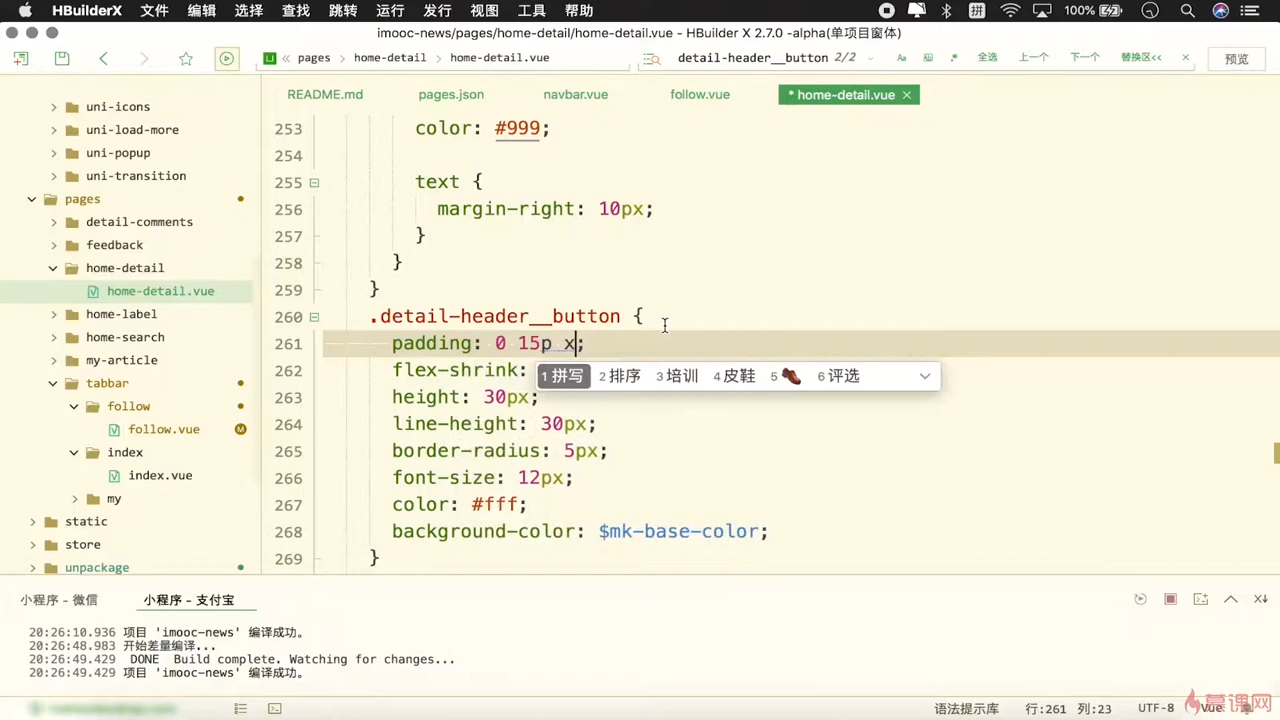 HBuilderX 文件 编辑 选择 查找 跳转 运行 发行 视图 工具 帮助 拼 100%
imooc-news/pages/home-detail/home-detail.vue - HBuilder X 2.7.0 -alpha(单项目窗体)
« pages home-detail home-detail.vue detail-header__button 2/2 Aa .* 全选 上一个 下一个 替换区<< 预览
README.md pages.json navbar.vue follow.vue * home-detail.vue
uni-icons
uni-load-more
uni-popup
uni-transition
pages
detail-comments
feedback
home-detail
home-detail.vue
home-label
home-search
my-article
tabbar
follow
follow.vue M
index
index.vue
my
static
store
unpackage
253 color: #999;
254
255 text {
256 margin-right: 10px;
257 }
258 }
259 }
260 .detail-header__button {
261 padding: 0 15p x;
262 flex-shrink:
1 拼写 2 排序 3 培训 4 皮鞋 5 👞 6 评选
263 height: 30px;
264 line-height: 30px;
265 border-radius: 5px;
266 font-size: 12px;
267 color: #fff;
268 background-color: $mk-base-color;
269 }
小程序 - 微信 小程序 - 支付宝
20:26:10.936 项目 'imooc-news' 编译成功。
20:26:48.983 开始差量编译...
20:26:49.429 DONE Build complete. Watching for changes...
20:26:49.429 项目 'imooc-news' 编译成功。
语法提示库 行:261 列:23 UTF-8 Vue
慕课网